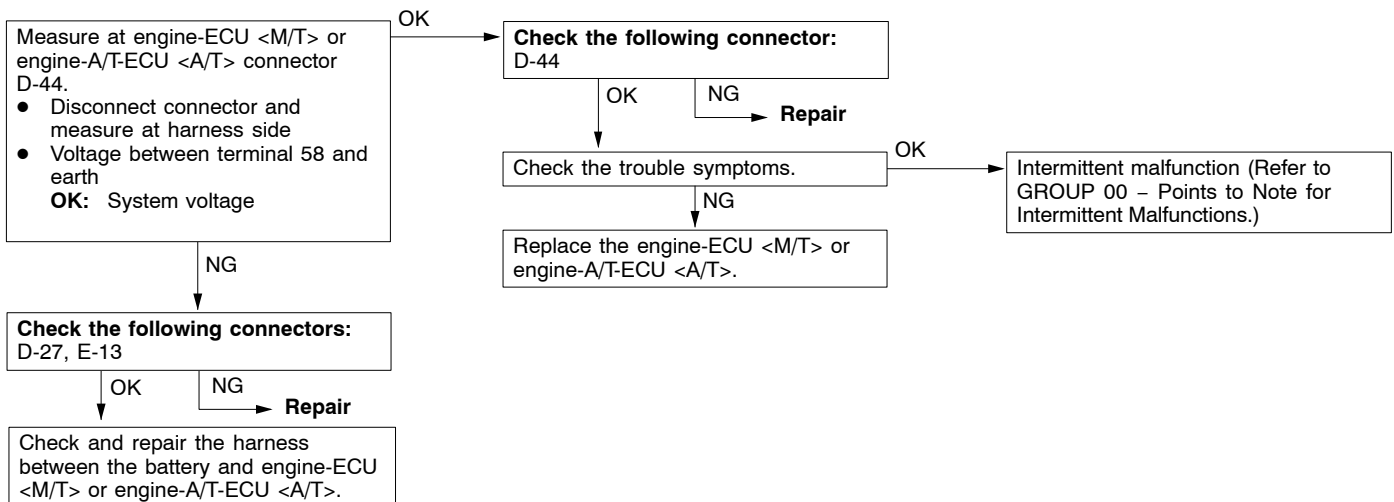 Measure at engine-ECU <M/T> or
engine-A/T-ECU <A/T> connector
D-44.
● Disconnect connector and
measure at harness side
● Voltage between terminal 58 and
earth
OK: System voltage
OK
Check the following connector:
D-44
OK
NG
Repair
Check the trouble symptoms.
OK
Intermittent malfunction (Refer to
GROUP 00 – Points to Note for
Intermittent Malfunctions.)
NG
Replace the engine-ECU <M/T> or
engine-A/T-ECU <A/T>.
NG
Check the following connectors:
D-27, E-13
OK
NG
Repair
Check and repair the harness
between the battery and engine-ECU
<M/T> or engine-A/T-ECU <A/T>.